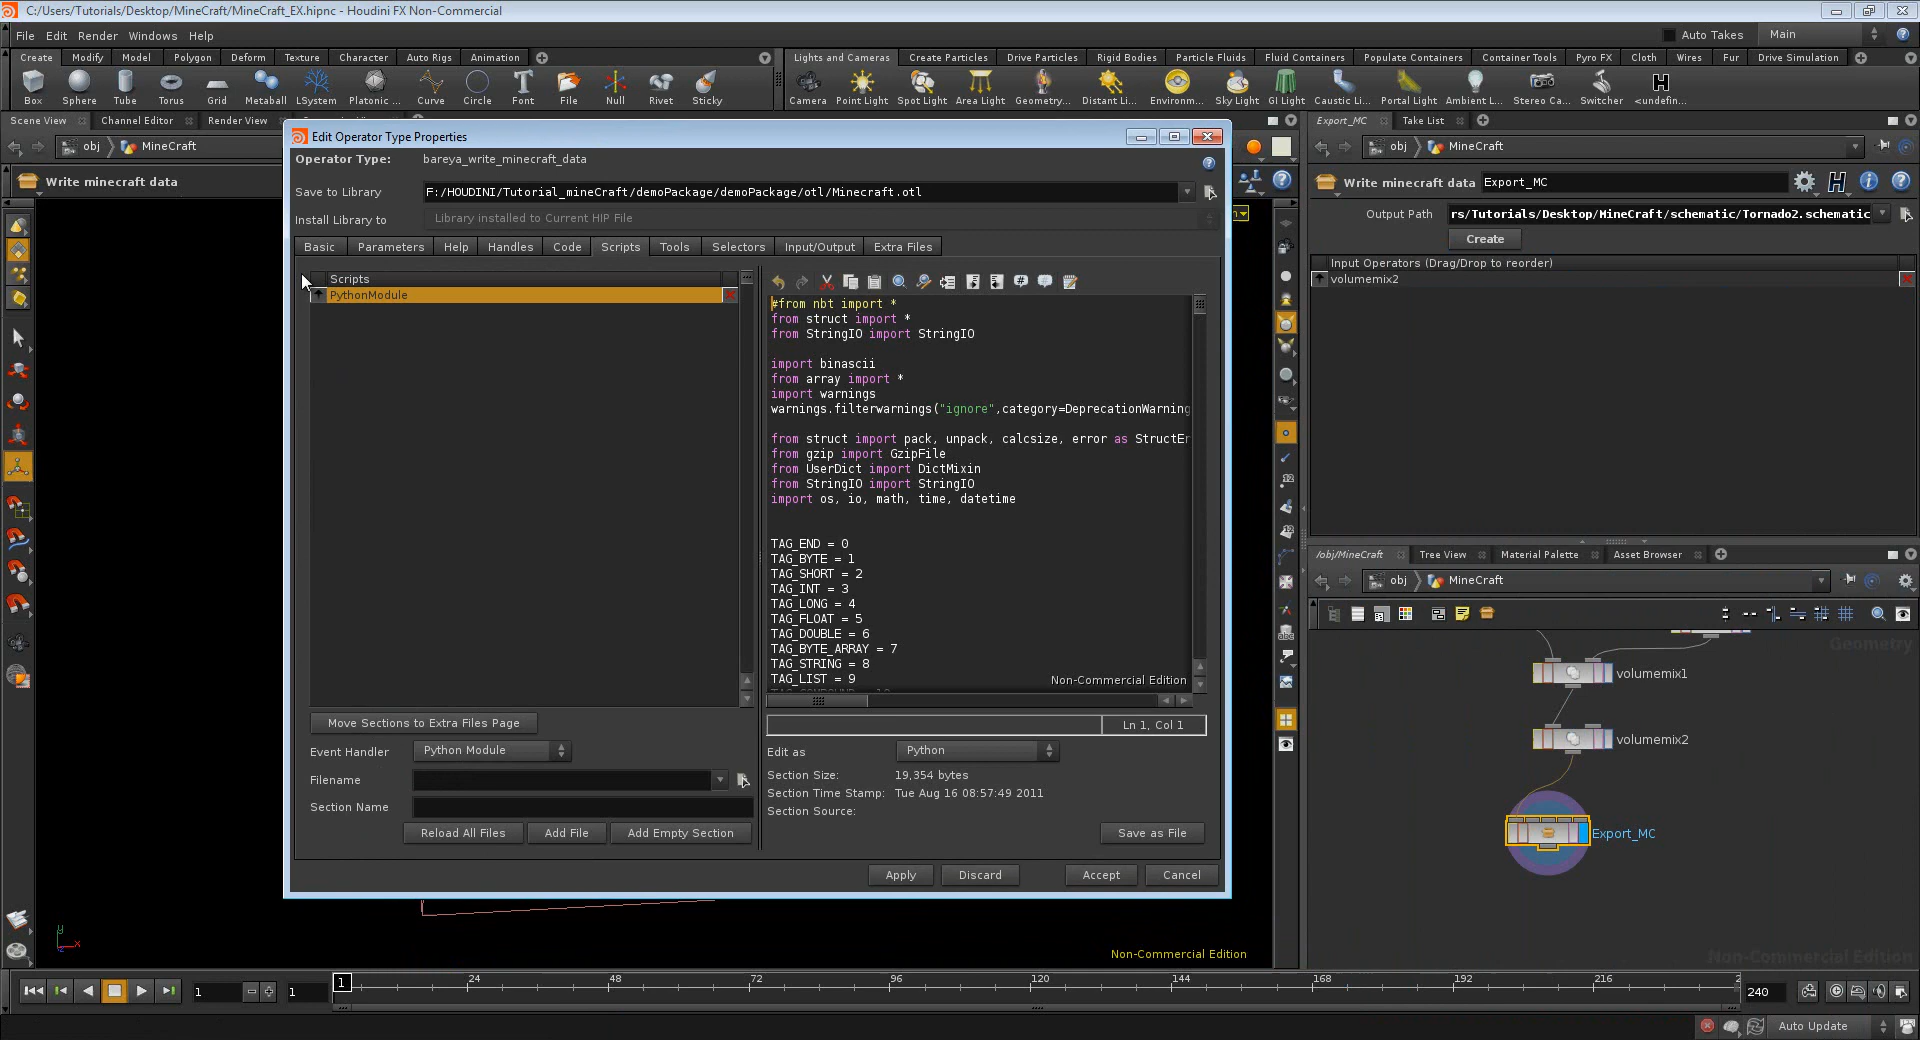 C:/Users/Tutorials/Desktop/MineCraft/MineCraft_EX.hipnc - Houdini FX Non-Commercial
File Edit Render Windows Help
Auto Takes Main
Create Modify Model Polygon Deform Texture Character Auto Rigs Animation
Lights and Cameras Create Particles Drive Particles Rigid Bodies Particle Fluids Fluid Containers Populate Containers Container Tools Pyro FX Cloth Wires Fur Drive Simulation
Box Sphere Tube Torus Grid Metaball LSystem Platonic ... Curve Circle Font File Null Rivet Sticky
Camera Point Light Spot Light Area Light Geometry... Distant Li... Environm... Sky Light GI Light Caustic Li... Portal Light Ambient L... Stereo Ca... Switcher <undefin...
Scene View Channel Editor Render View
obj MineCraft
Write minecraft data
Edit Operator Type Properties
Operator Type: bareya_write_minecraft_data
Save to Library F:/HOUDINI/Tutorial_mineCraft/demoPackage/demoPackage/otl/Minecraft.otl
Install Library to Library installed to Current HIP File
Basic Parameters Help Handles Code Scripts Tools Selectors Input/Output Extra Files
Scripts
PythonModule
#from nbt import *
from struct import *
from StringIO import StringIO
import binascii
from array import *
import warnings
warnings.filterwarnings("ignore",category=DeprecationWarning
from struct import pack, unpack, calcsize, error as StructEr
from gzip import GzipFile
from UserDict import DictMixin
from StringIO import StringIO
import os, io, math, time, datetime
TAG_END = 0
TAG_BYTE = 1
TAG_SHORT = 2
TAG_INT = 3
TAG_LONG = 4
TAG_FLOAT = 5
TAG_DOUBLE = 6
TAG_BYTE_ARRAY = 7
TAG_STRING = 8
TAG_LIST = 9
Non-Commercial Edition
Ln 1, Col 1
Move Sections to Extra Files Page
Event Handler Python Module
Filename
Section Name
Reload All Files Add File Add Empty Section
Edit as Python
Section Size: 19,354 bytes
Section Time Stamp: Tue Aug 16 08:57:49 2011
Section Source:
Save as File
Apply Discard Accept Cancel
Non-Commercial Edition
y
x
Export_MC Take List
obj MineCraft
Write minecraft data Export_MC
Output Path rs/Tutorials/Desktop/MineCraft/schematic/Tornado2.schematic
Create
Input Operators (Drag/Drop to reorder)
volumemix2
/obj/MineCraft Tree View Material Palette Asset Browser
obj MineCraft
Geometry
volumemix1
volumemix2
Export_MC
Non-Commercial Edition
1 24 48 72 96 120 144 168 192 216 2
1 1 240
Auto Update